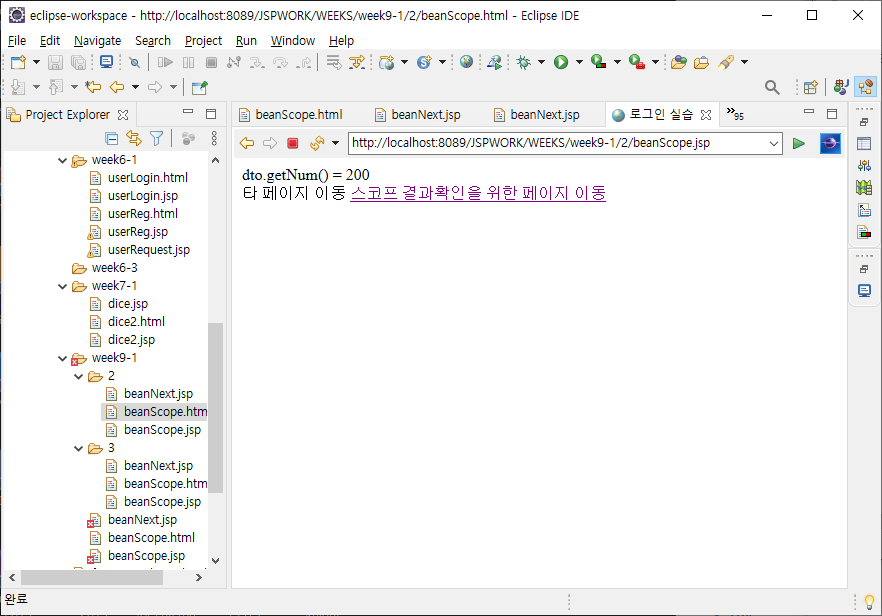 eclipse-workspace - http://localhost:8089/JSPWORK/WEEKS/week9-1/2/beanScope.html - Eclipse IDE
File Edit Navigate Search Project Run Window Help
Project Explorer
week6-1
userLogin.html
userLogin.jsp
userReg.html
userReg.jsp
userRequest.jsp
week6-3
week7-1
dice.jsp
dice2.html
dice2.jsp
week9-1
2
beanNext.jsp
beanScope.htm
beanScope.jsp
3
beanNext.jsp
beanScope.htm
beanScope.jsp
beanNext.jsp
beanScope.html
beanScope.jsp
beanScope.html beanNext.jsp beanNext.jsp 로그인 실습 »95
http://localhost:8089/JSPWORK/WEEKS/week9-1/2/beanScope.jsp
dto.getNum() = 200
타 페이지 이동 스코프 결과확인을 위한 페이지 이동
완료